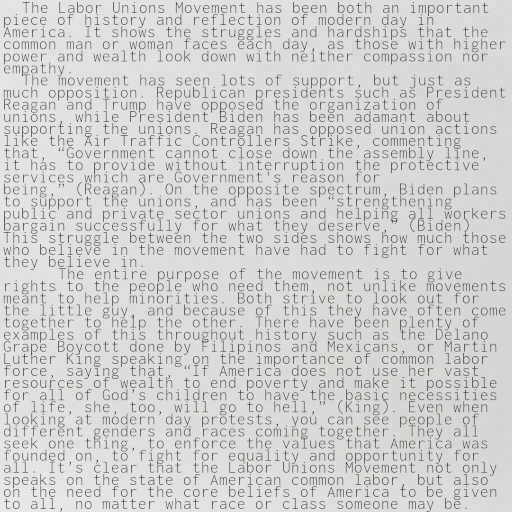 The Labor Unions Movement has been both an important
piece of history and reflection of modern day in
America. It shows the struggles and hardships that the
common man or woman faces each day, as those with higher
power and wealth look down with neither compassion nor
empathy.
The movement has seen lots of support, but just as
much opposition. Republican presidents such as President
Reagan and Trump have opposed the organization of
unions, while President Biden has been adamant about
supporting the unions. Reagan has opposed union actions
like the Air Traffic Controllers Strike, commenting
that, “Government cannot close down the assembly line,
it has to provide without interruption the protective
services which are Government's reason for
being,” (Reagan). On the opposite spectrum, Biden plans
to support the unions, and has been “strengthening
public and private sector unions and helping all workers
bargain successfully for what they deserve,” (Biden)
This struggle between the two sides shows how much those
who believe in the movement have had to fight for what
they believe in.
The entire purpose of the movement is to give
rights to the people who need them, not unlike movements
meant to help minorities. Both strive to look out for
the little guy, and because of this they have often come
together to help the other. There have been plenty of
examples of this throughout history such as the Delano
Grape Boycott done by Filipinos and Mexicans, or Martin
Luther King speaking on the importance of common labor
force, saying that, “If America does not use her vast
resources of wealth to end poverty and make it possible
for all of God’s children to have the basic necessities
of life, she, too, will go to hell,” (King). Even when
looking at modern day protests, you can see people of
different genders and races coming together. They all
seek one thing, to enforce the values that America was
founded on, to fight for equality and opportunity for
all. It’s clear that the Labor Unions Movement not only
speaks on the state of American common labor, but also
on the need for the core beliefs of America to be given
to all, no matter what race or class someone may be.